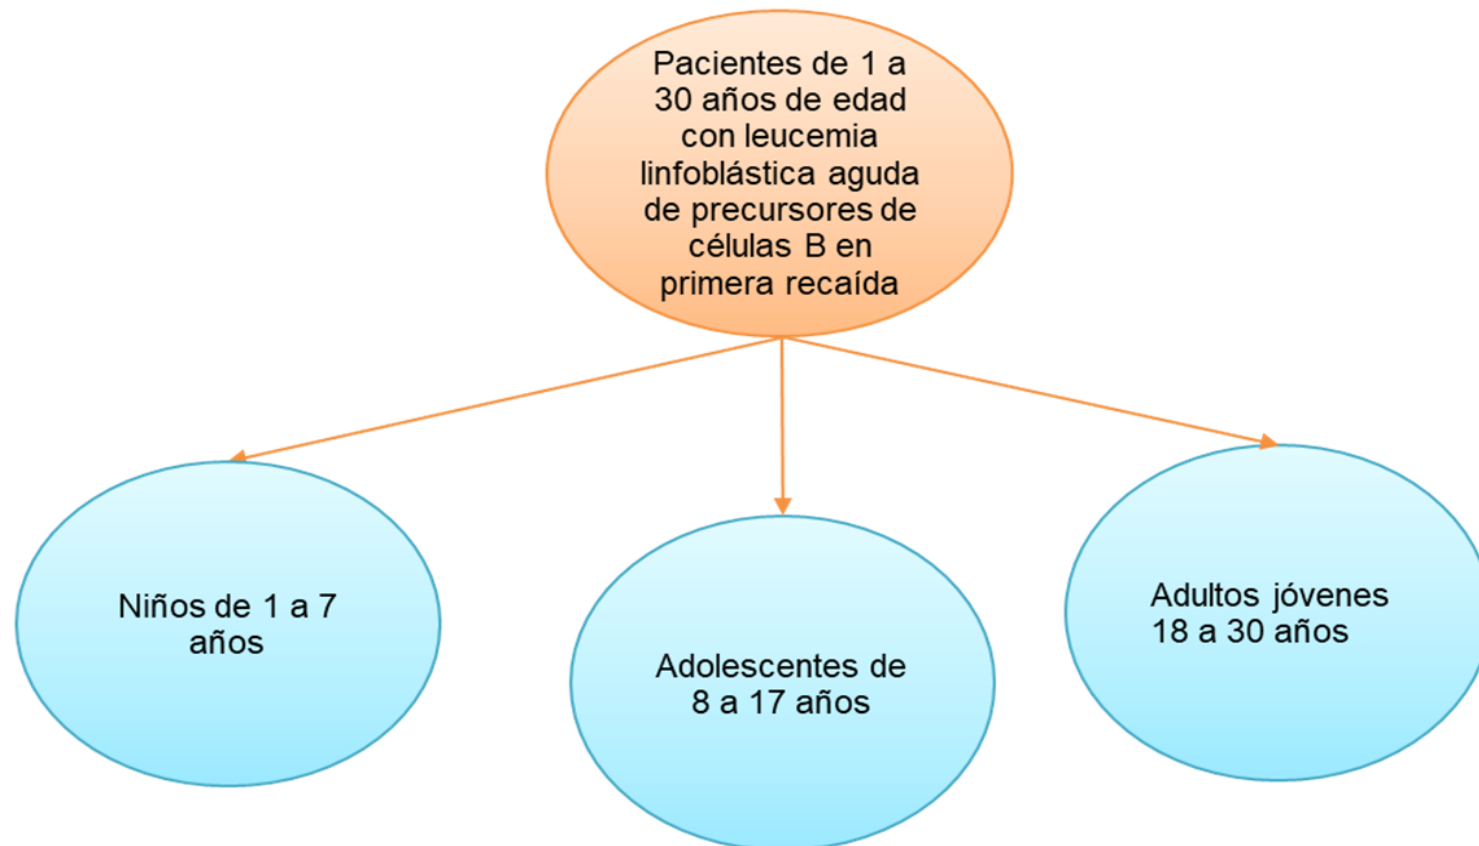 Pacientes de 1 a
30 años de edad
con leucemia
linfoblástica aguda
de precursores de
células B en
primera recaída
Niños de 1 a 7
años
Adolescentes de
8 a 17 años
Adultos jóvenes
18 a 30 años